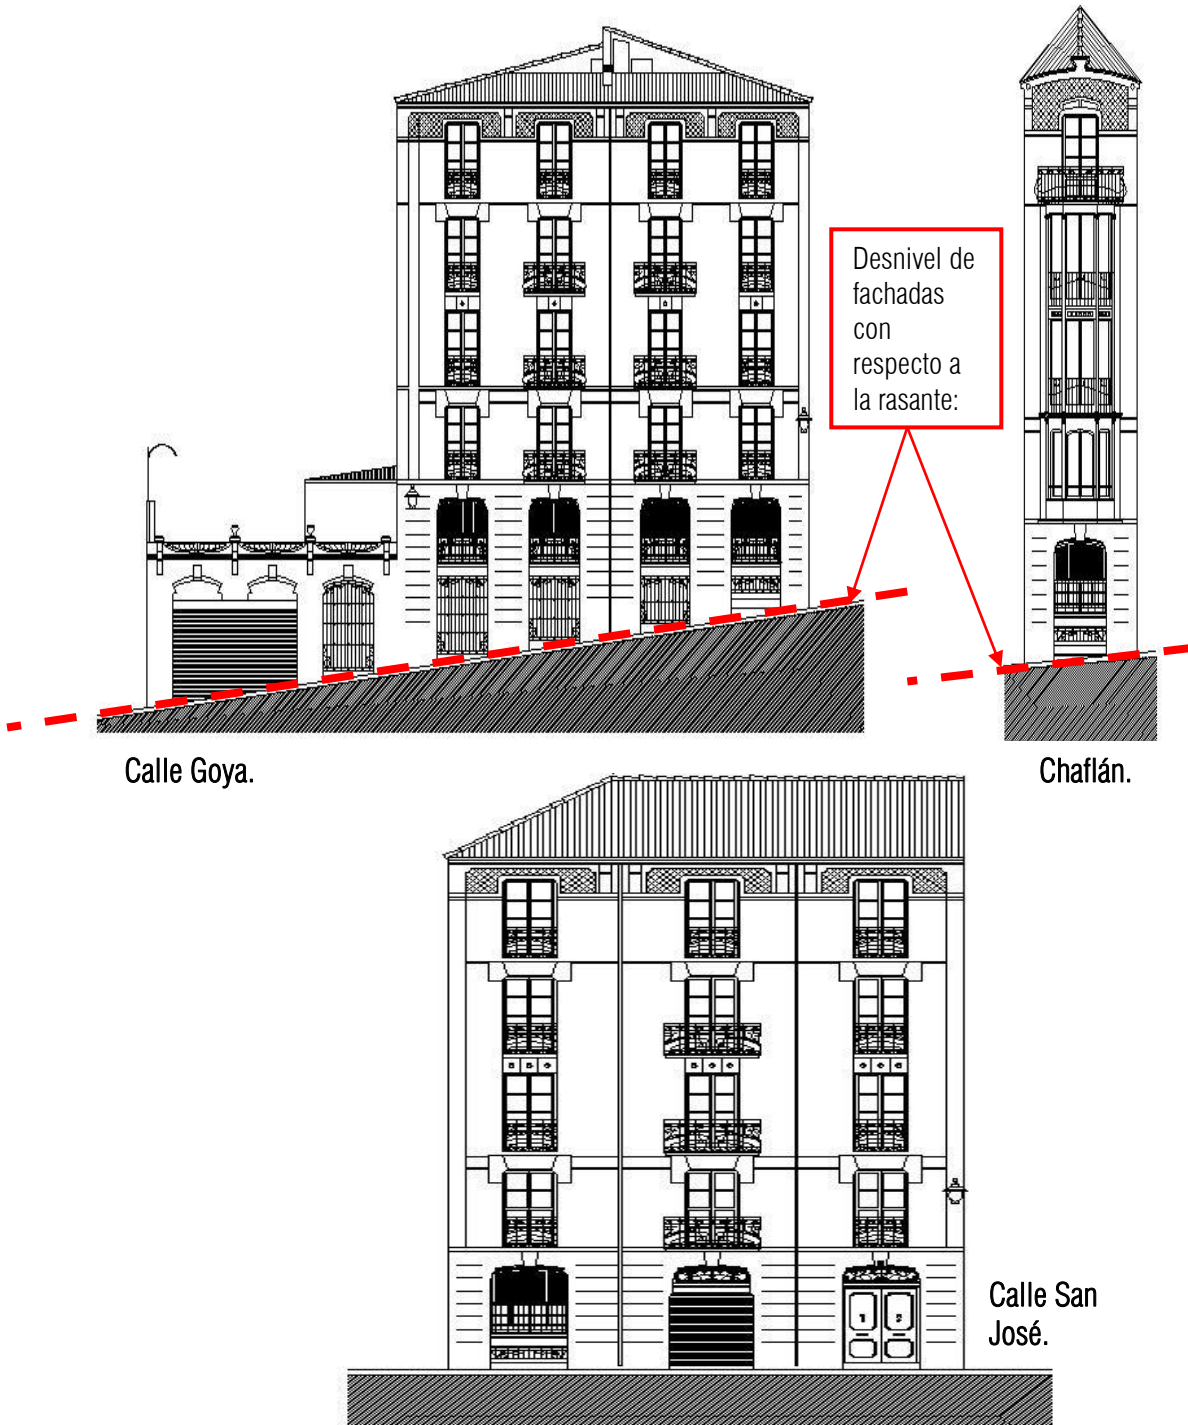 Desnivel de
fachadas
con
respecto a
la rasante:
Calle Goya.
Chaflán.
Calle San
José.